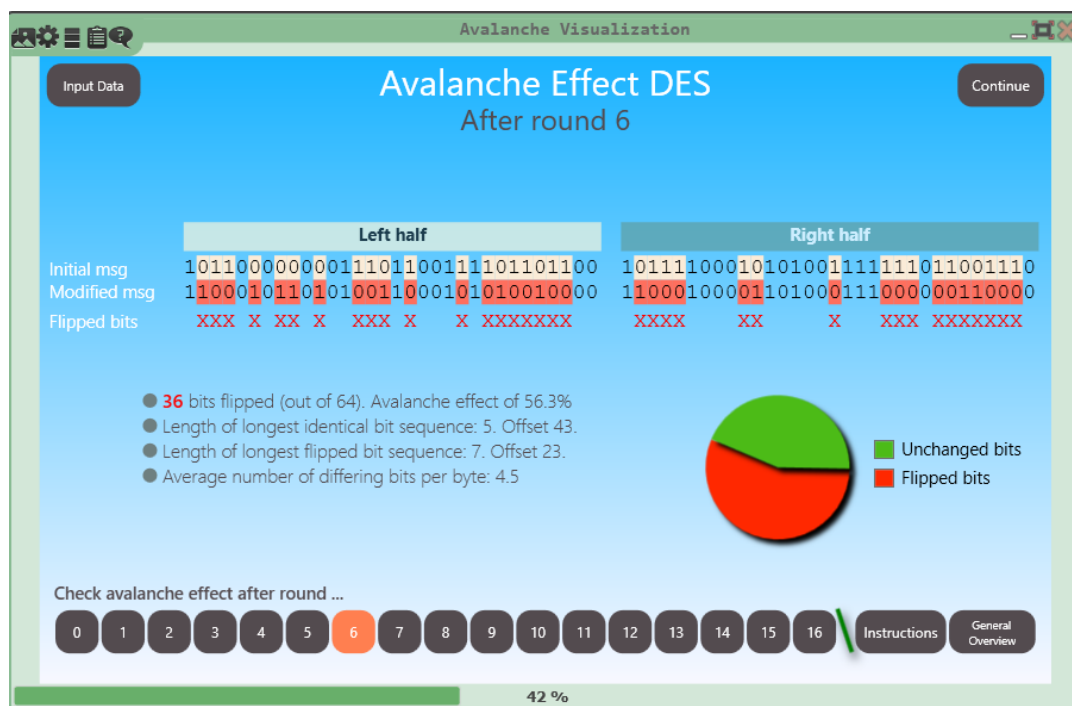 Avalanche Visualization
Input Data
Avalanche Effect DES
Continue
After round 6
Left half
Right half
Initial msg 10110000000011101100111101101100 10111100010101001111111011001110
Modified msg 11000101101010011000101010010000 11000100001101000111000000110000
Flipped bits XXX X XX X XXX X X XXXXXXX XXXX XX X XXX XXXXXXX
36 bits flipped (out of 64). Avalanche effect of 56.3%
Length of longest identical bit sequence: 5. Offset 43.
Length of longest flipped bit sequence: 7. Offset 23.
Average number of differing bits per byte: 4.5
Unchanged bits
Flipped bits
Check avalanche effect after round ...
0 1 2 3 4 5 6 7 8 9 10 11 12 13 14 15 16 Instructions General Overview
42 %